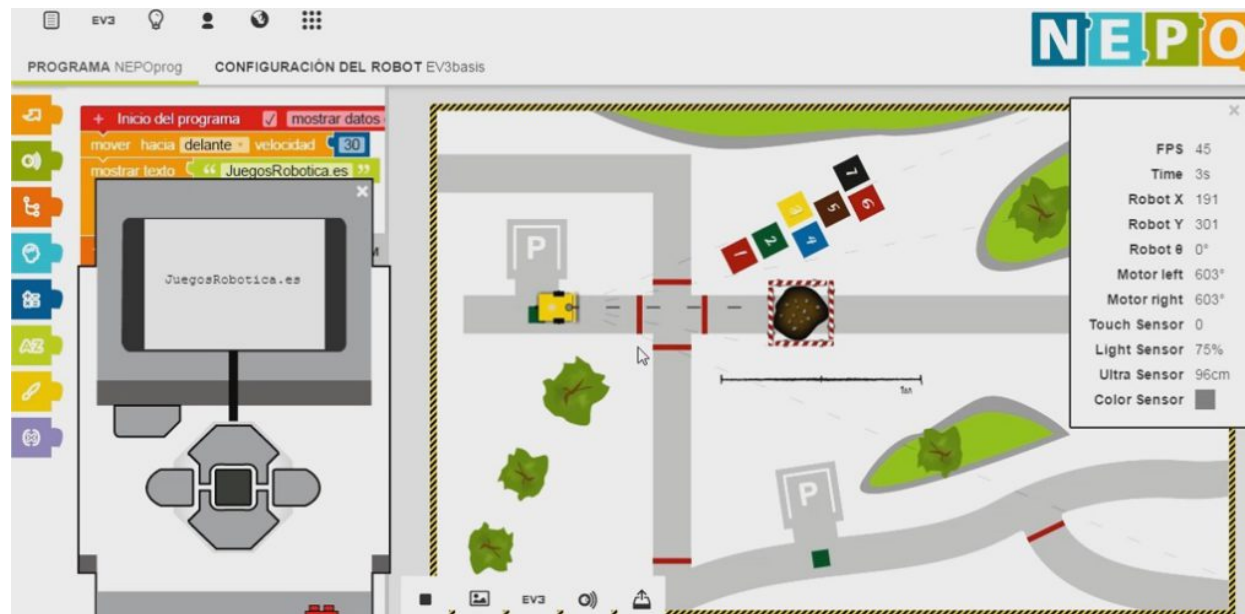 EV3
NEPO
PROGRAMA NEPOprog
CONFIGURACIÓN DEL ROBOT EV3basis
+ Inicio del programa mostrar datos
mover hacia delante velocidad 30
mostrar texto “ JuegosRobotica.es ”
JuegosRobotica.es
P
1
2
3
4
5
6
7
1m
P
FPS 45
Time 3s
Robot X 191
Robot Y 301
Robot θ 0°
Motor left 603°
Motor right 603°
Touch Sensor 0
Light Sensor 75%
Ultra Sensor 96cm
Color Sensor
EV3